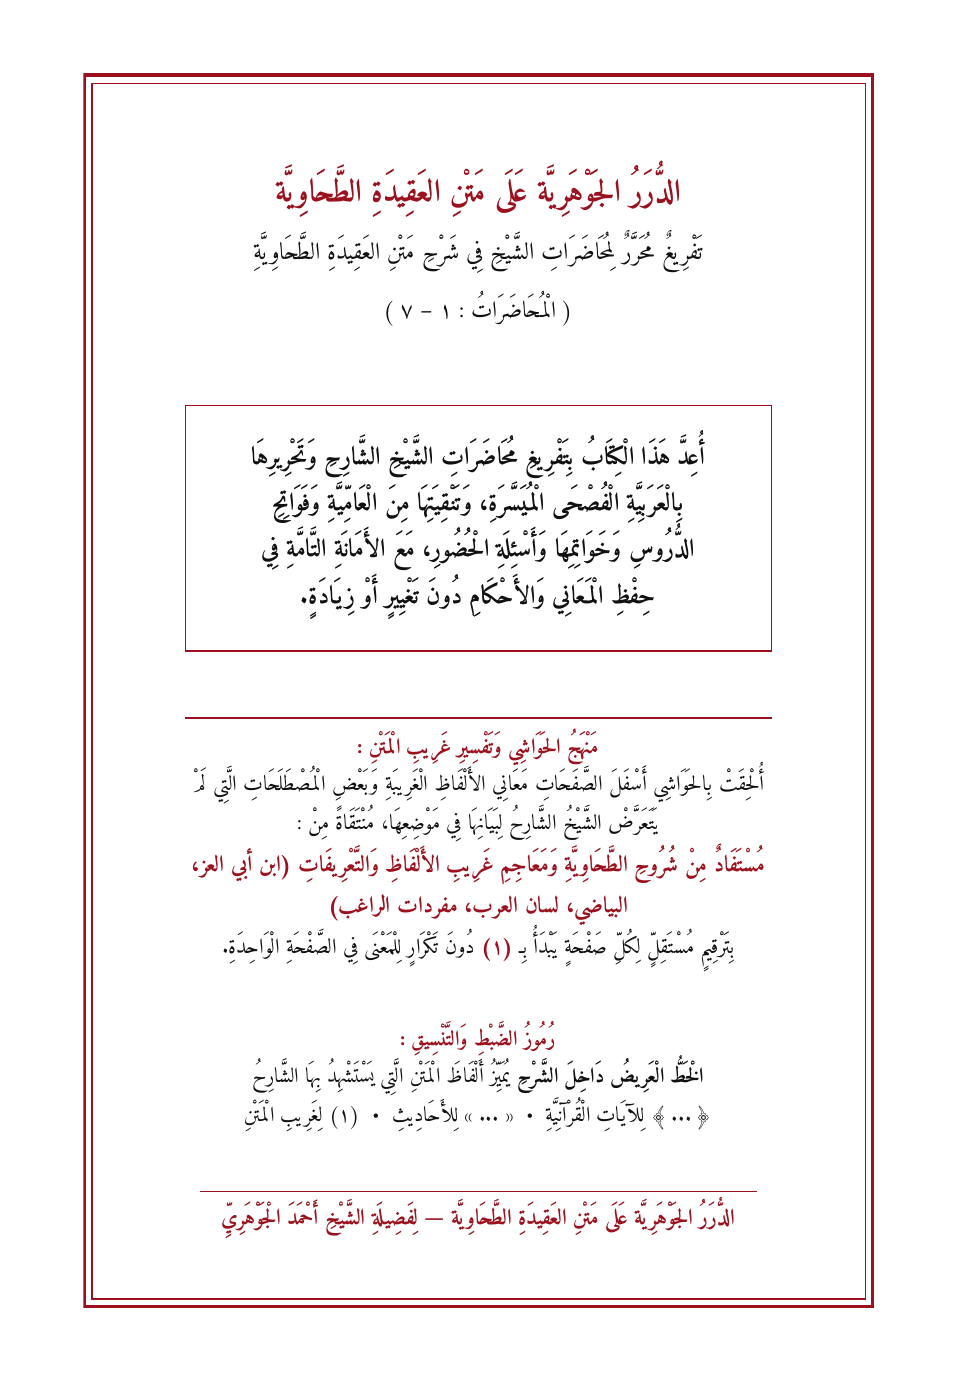 الدُّرَرُ الجَوْهَرِيَّة عَلَى مَتْنِ العَقِيدَةِ الطَّحَاوِيَّة
تَفْرِيغٌ مُحَرَّرٌ لِمُحَاضَرَاتِ الشَّيْخِ فِي شَرْحِ مَتْنِ العَقِيدَةِ الطَّحَاوِيَّةِ
( الْمُحَاضَرَاتُ : ١ – ٧ )
أُعِدَّ هَذَا الْكِتَابُ بِتَفْرِيغِ مُحَاضَرَاتِ الشَّيْخِ الشَّارِحِ وَتَحْرِيرِهَا
بِالْعَرَبِيَّةِ الْفُصْحَى الْمُيَسَّرَةِ، وَتَنْقِيَتِهَا مِنَ الْعَامِّيَّةِ وَفَوَاتِحِ
الدُّرُوسِ وَخَوَاتِمِهَا وَأَسْئِلَةِ الْحُضُورِ، مَعَ الأَمَانَةِ التَّامَّةِ فِي
حِفْظِ الْمَعَانِي وَالأَحْكَامِ دُونَ تَغْيِيرٍ أَوْ زِيَادَةٍ.
مَنْهَجُ الحَوَاشِي وَتَفْسِيرِ غَرِيبِ الْمَتْنِ :
أُلْحِقَتْ بِالحَوَاشِي أَسْفَلَ الصَّفَحَاتِ مَعَانِي الأَلْفَاظِ الْغَرِيبَةِ وَبَعْضِ الْمُصْطَلَحَاتِ الَّتِي لَمْ
يَتَعَرَّضْ الشَّيْخُ الشَّارِحُ لِبَيَانِهَا فِي مَوْضِعِهَا، مُنْتَقَاةً مِنْ :
مُسْتَفَادٌ مِنْ شُرُوحِ الطَّحَاوِيَّةِ وَمَعَاجِمِ غَرِيبِ الأَلْفَاظِ وَالتَّعْرِيفَاتِ (ابن أبي العز،
البياضي، لسان العرب، مفردات الراغب)
بِتَرْقِيمٍ مُسْتَقِلٍّ لِكُلِّ صَفْحَةٍ يَبْدَأُ بِـ (١) دُونَ تَكْرَارٍ لِلْمَعْنَى فِي الصَّفْحَةِ الْوَاحِدَةِ.
رُمُوزُ الضَّبْطِ وَالتَّنْسِيقِ :
الْخَطُّ الْعَرِيضُ دَاخِلَ الشَّرْحِ يُمَيِّزُ أَلْفَاظَ الْمَتْنِ الَّتِي يَسْتَشْهِدُ بِهَا الشَّارِحُ
﴿ ... ﴾ لِلآيَاتِ الْقُرْآنِيَّةِ • « ... » لِلأَحَادِيثِ • (١) لِغَرِيبِ الْمَتْنِ
الدُّرَرُ الجَوْهَرِيَّة عَلَى مَتْنِ العَقِيدَةِ الطَّحَاوِيَّة — لِفَضِيلَةِ الشَّيْخِ أَحْمَدَ الْجَوْهَرِيِّ